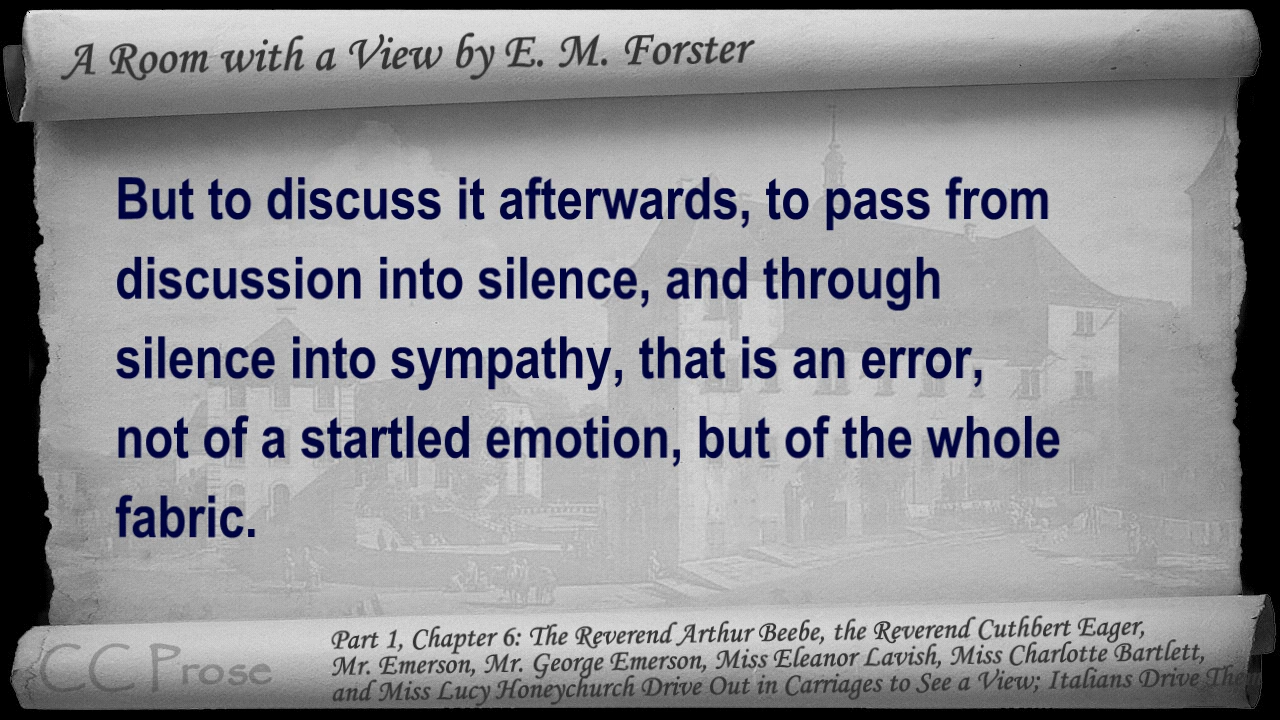 A Room with a View by E. M. Forster
But to discuss it afterwards, to pass from
discussion into silence, and through
silence into sympathy, that is an error,
not of a startled emotion, but of the whole
fabric.
CC Prose
Part 1, Chapter 6: The Reverend Arthur Beebe, the Reverend Cuthbert Eager,
Mr. Emerson, Mr. George Emerson, Miss Eleanor Lavish, Miss Charlotte Bartlett,
and Miss Lucy Honeychurch Drive Out in Carriages to See a View; Italians Drive